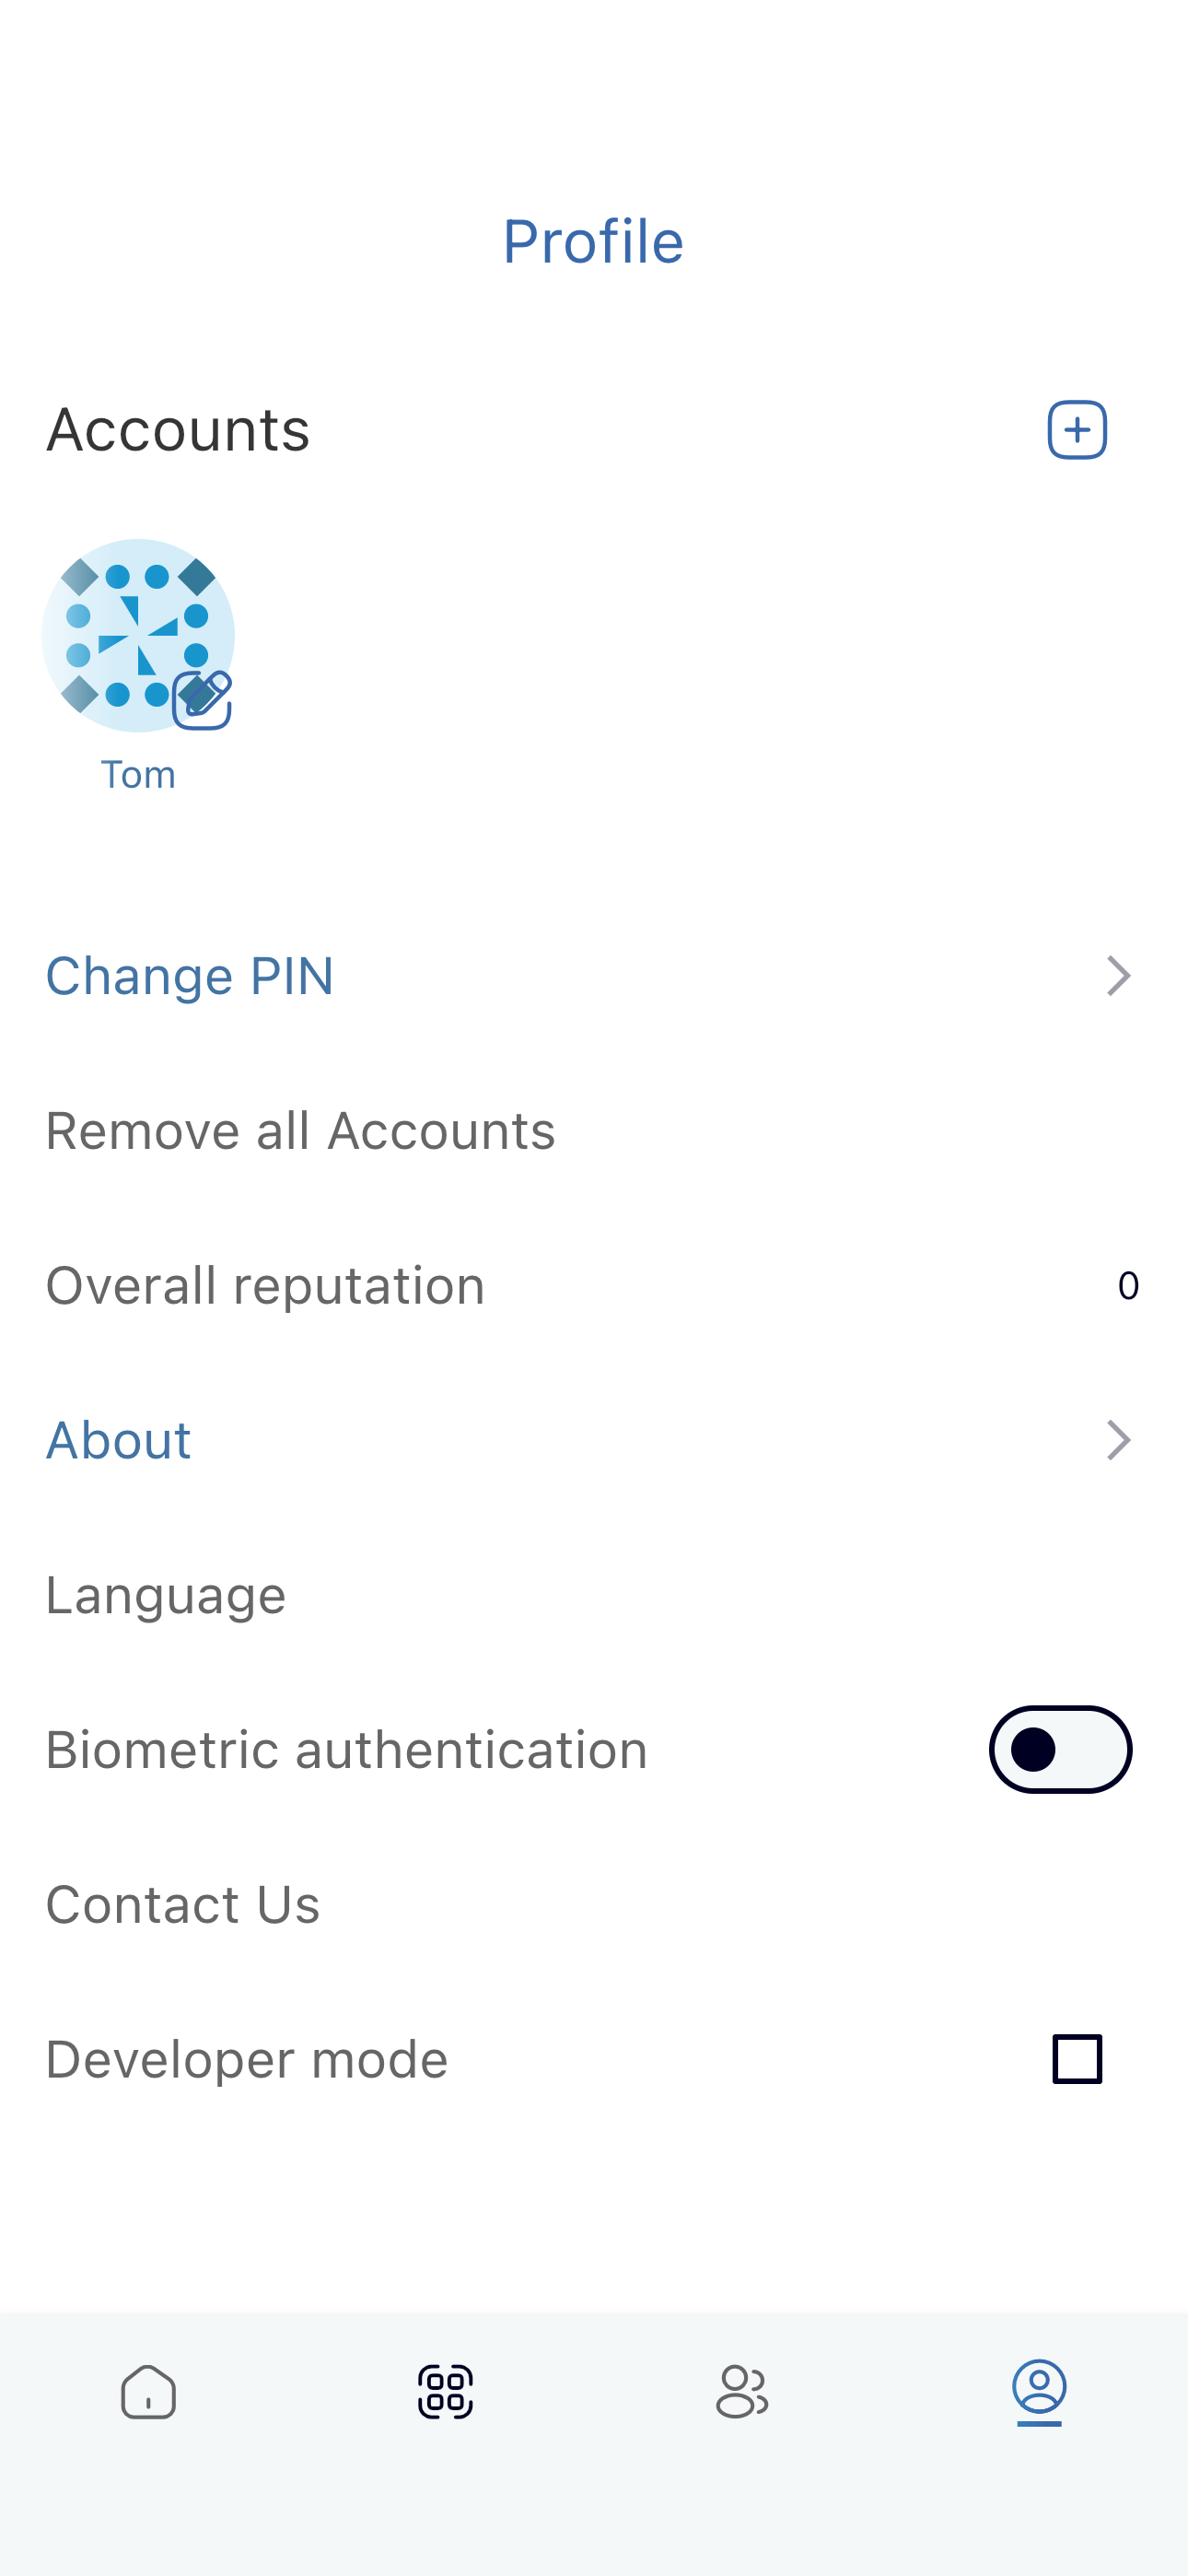 Profile
Accounts
Tom
Change PIN
Remove all Accounts
Overall reputation 0
About
Language
Biometric authentication
Contact Us
Developer mode